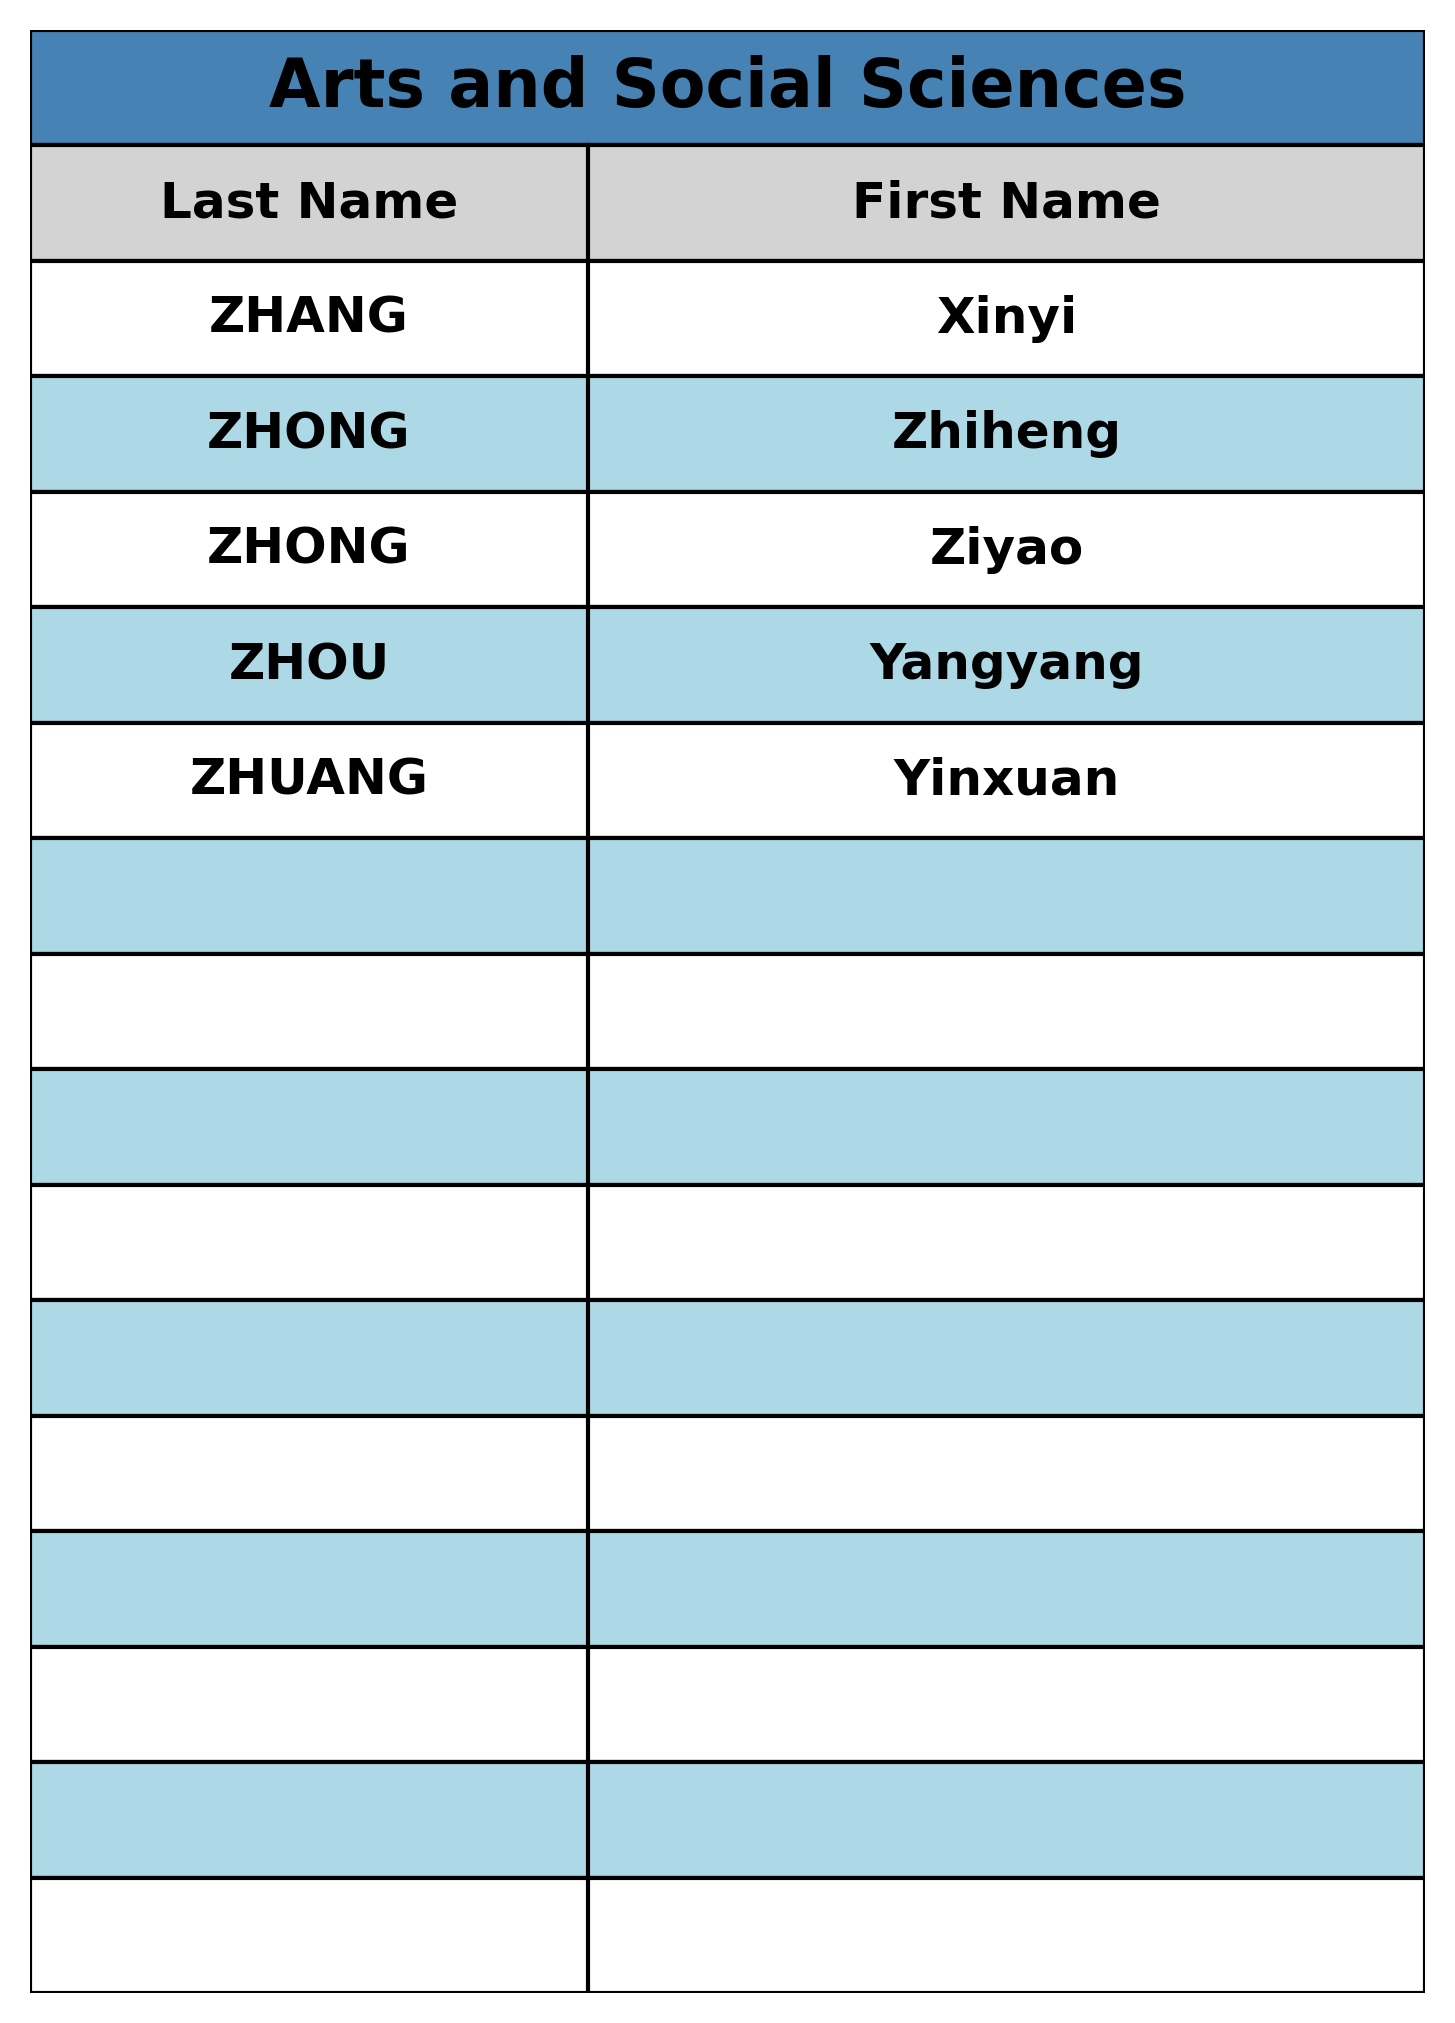 Arts and Social Sciences
Last Name First Name
ZHANG Xinyi
ZHONG Zhiheng
ZHONG Ziyao
ZHOU Yangyang
ZHUANG Yinxuan